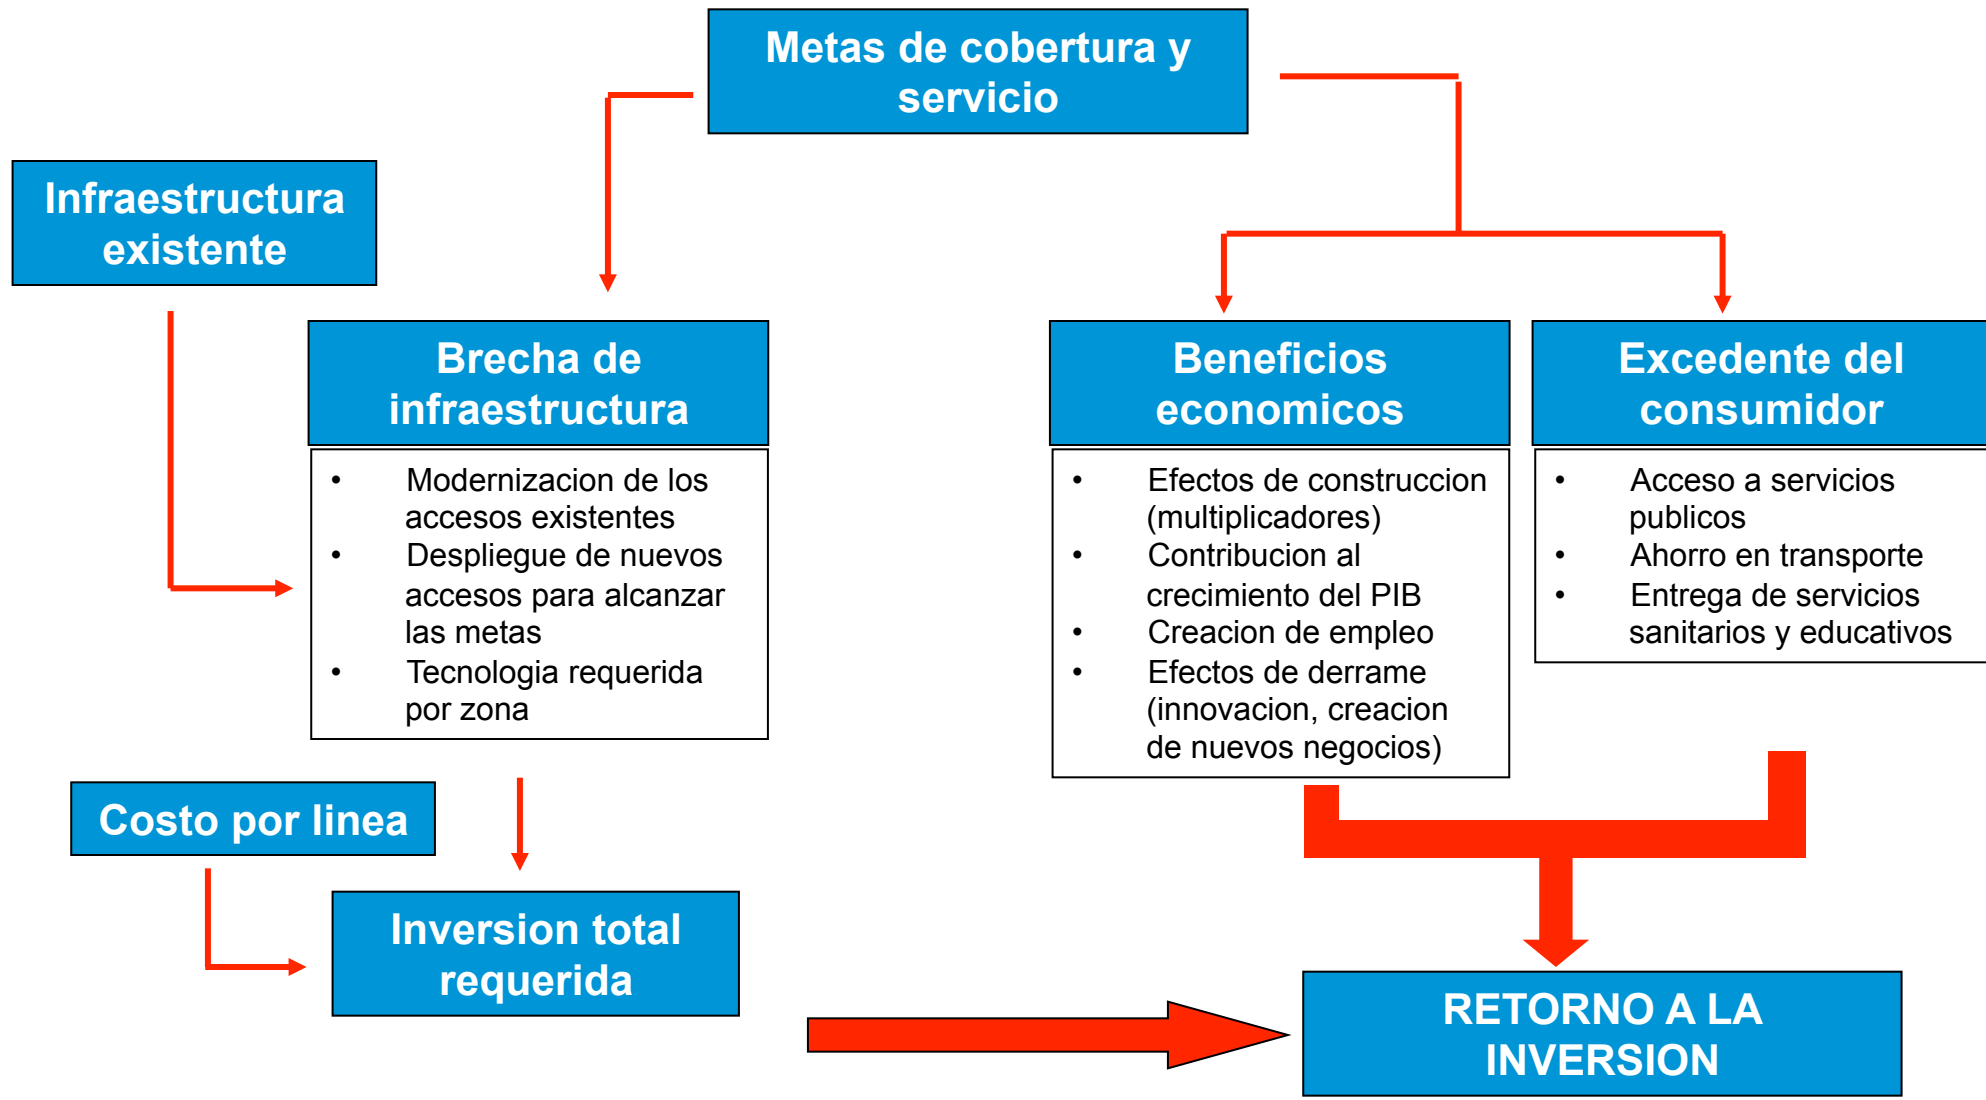 Metas de cobertura y
servicio
Infraestructura
existente
Brecha de
infraestructura
• Modernizacion de los
accesos existentes
• Despliegue de nuevos
accesos para alcanzar
las metas
• Tecnologia requerida
por zona
Beneficios
economicos
• Efectos de construccion
(multiplicadores)
• Contribucion al
crecimiento del PIB
• Creacion de empleo
• Efectos de derrame
(innovacion, creacion
de nuevos negocios)
Excedente del
consumidor
• Acceso a servicios
publicos
• Ahorro en transporte
• Entrega de servicios
sanitarios y educativos
Costo por linea
Inversion total
requerida
RETORNO A LA
INVERSION